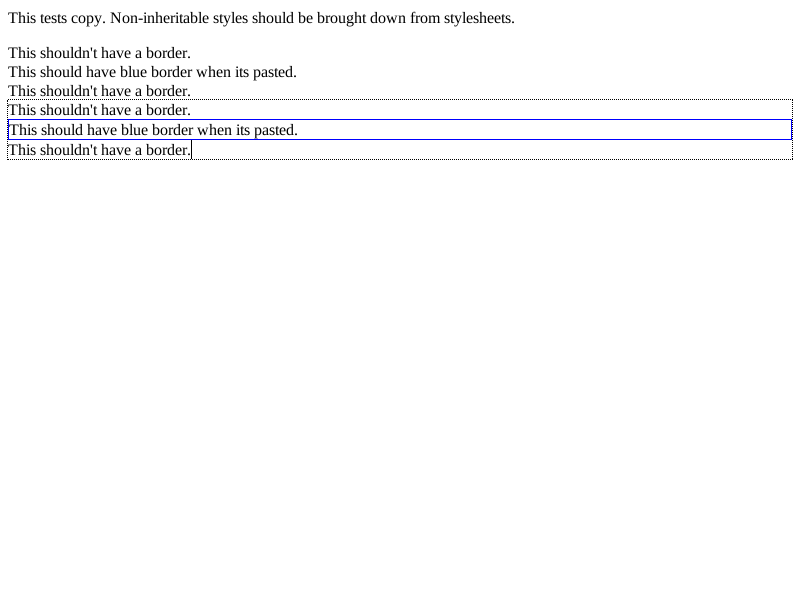 This tests copy. Non-inheritable styles should be brought down from stylesheets.
This shouldn't have a border.
This should have blue border when its pasted.
This shouldn't have a border.
This shouldn't have a border.
This should have blue border when its pasted.
This shouldn't have a border.